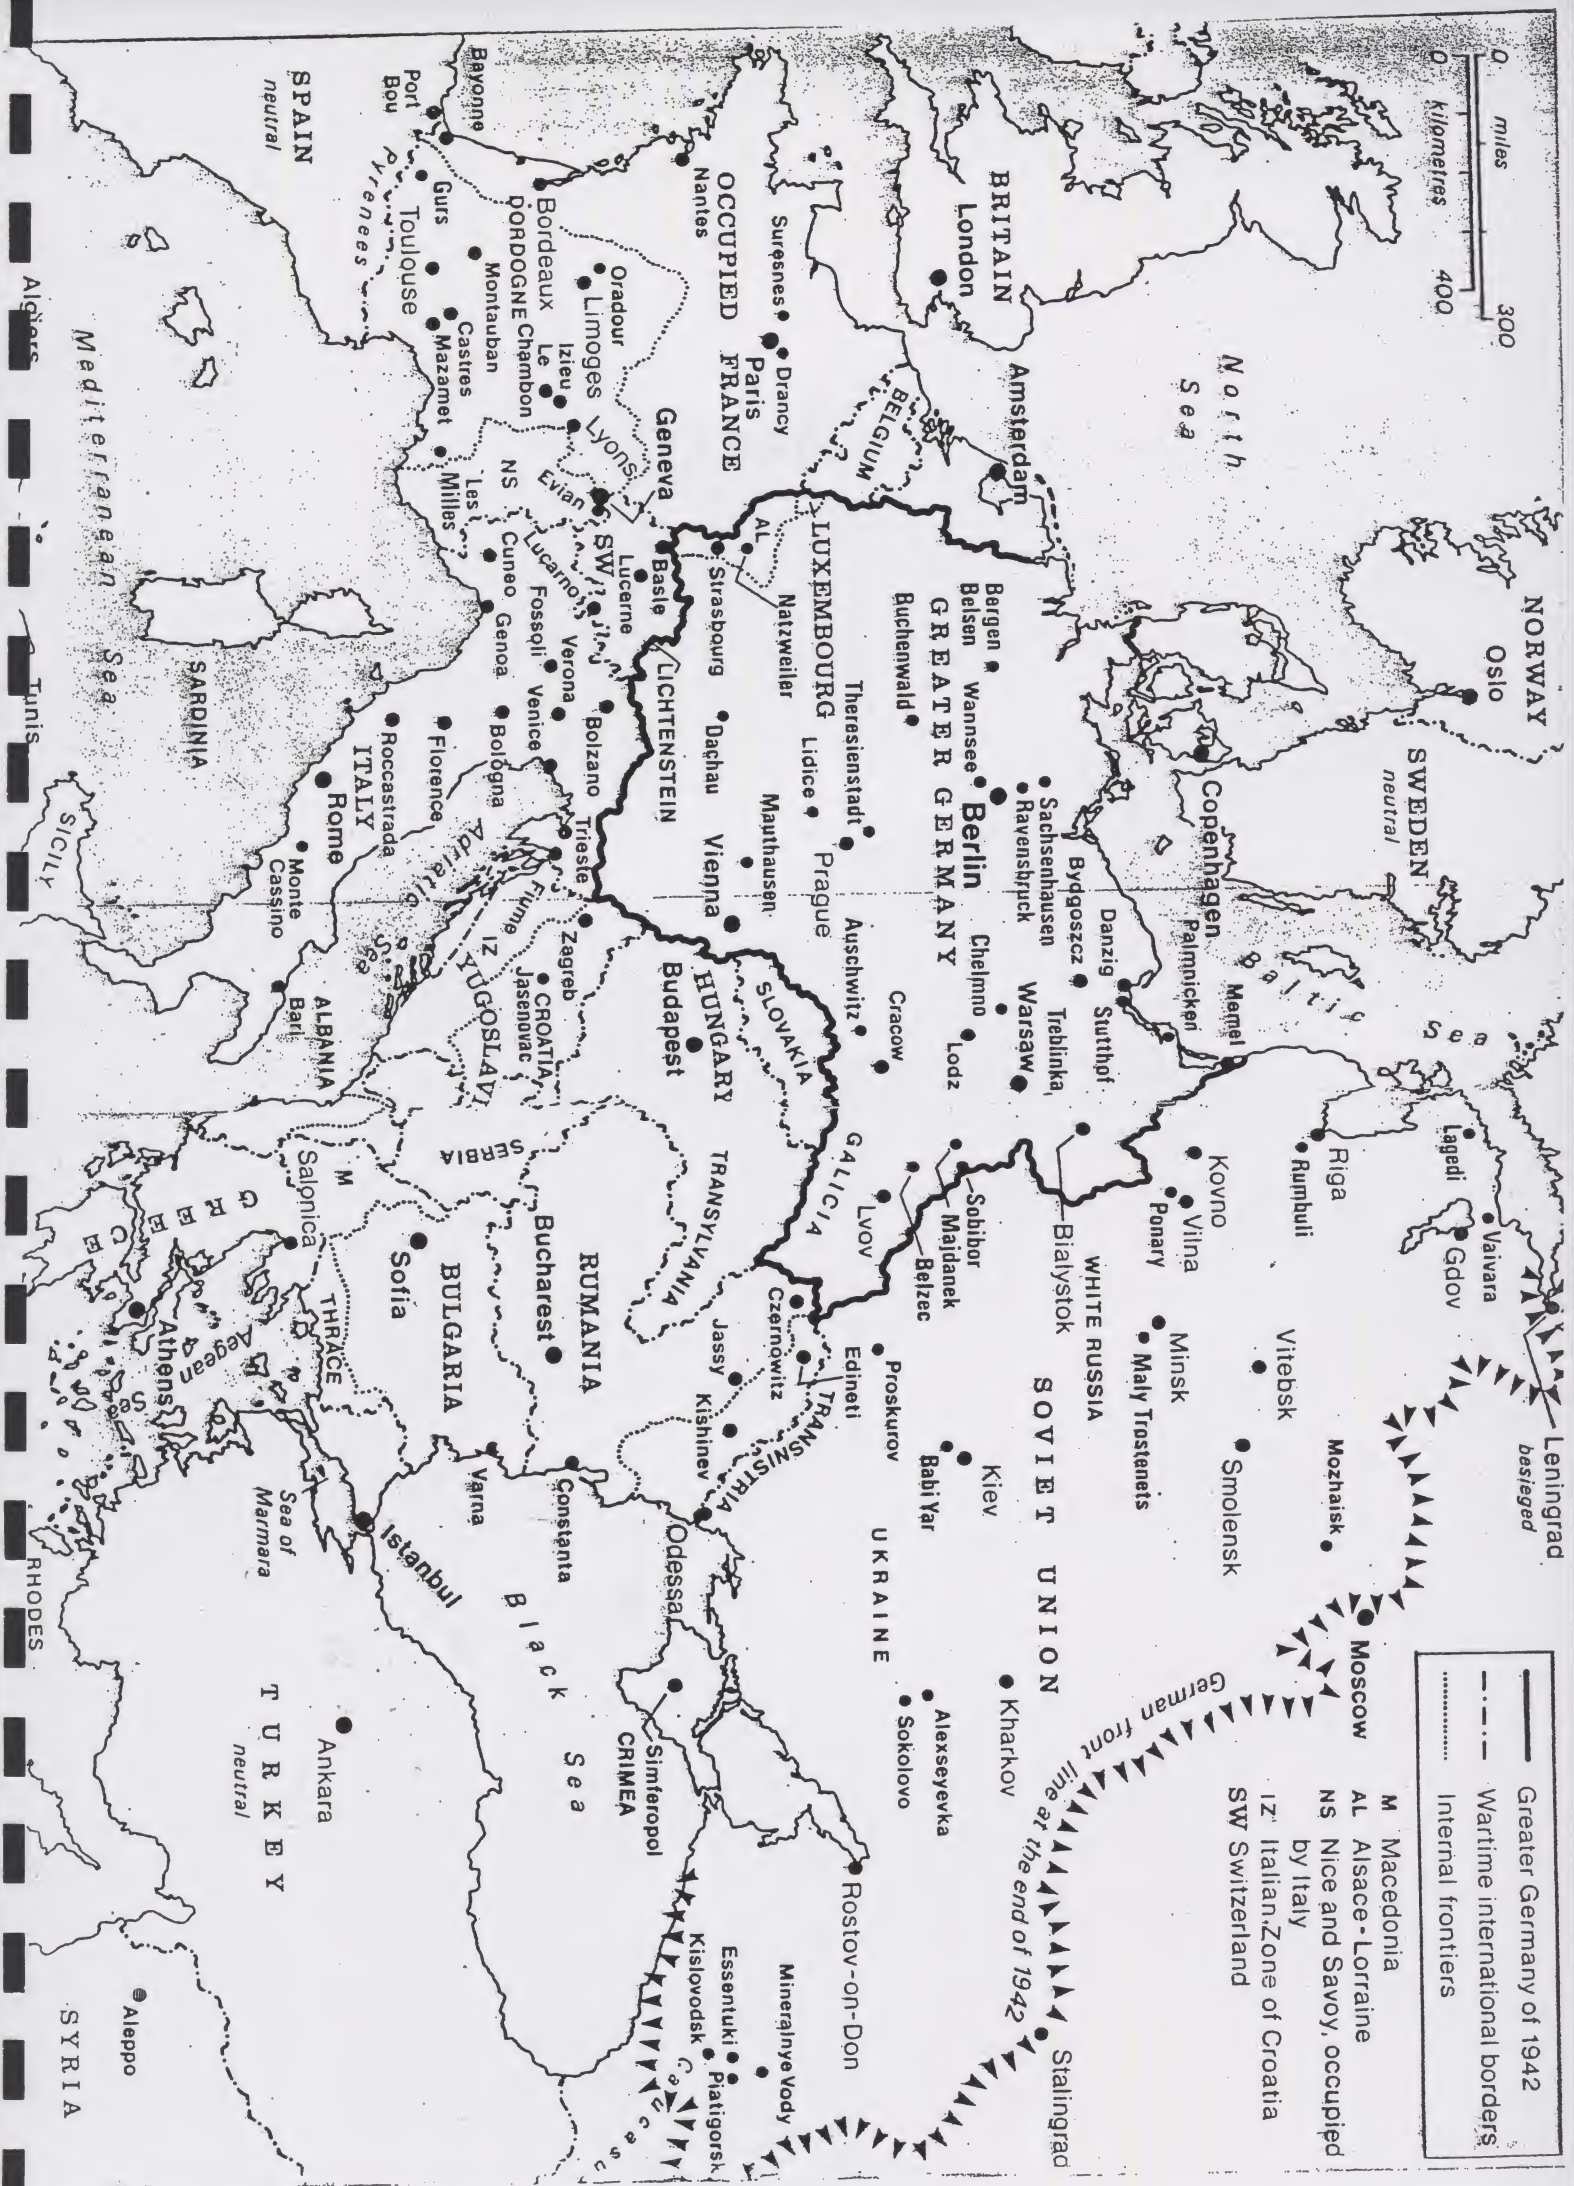 0 miles 300
0 kilometres 400
NORWAY
Oslo
SWEDEN
neutral
North
Sea
BRITAIN
London
Amsterdam
Copenhagen
Baltic
Sea
Leningrad
besieged
Lagedi
Vaivara
Gdov
Riga
Rumbuli
Memel
Palmnicken
Danzig
Stutthof
Bydgoszcz
Kovno
Vilna
Ponary
Vitebsk
Mozhaisk
Moscow
Smolensk
Minsk
Maly Trostenets
WHITE RUSSIA
SOVIET UNION
German front line at the end of 1942
Stalingrad
Greater Germany of 1942
Wartime international borders
Internal frontiers
M Macedonia
AL Alsace-Lorraine
NS Nice and Savoy, occupied
by Italy
IZ Italian Zone of Croatia
SW Switzerland
Bergen
Belsen
Wannsee
Berlin
Sachsenhausen
Ravensbruck
Buchenwald
GREATER GERMANY
Chelmno
Warsaw
Treblinka
Lodz
Bialystok
Sobibor
Majdanek
Belzec
Theresienstadt
Lidice
Prague
Auschwitz
Cracow
GALICIA
Lvov
Proskurov
Edineti
Babi Yar
Kiev
UKRAINE
Kharkov
Alexseyevka
Sokolovo
Rostov-on-Don
BELGIUM
LUXEMBOURG
Suresnes
Drancy
Paris
OCCUPIED FRANCE
Nantes
AL
Natzweiler
Strasbourg
Dachau
Mauthausen
Vienna
SLOVAKIA
HUNGARY
Budapest
Czernowitz
TRANSNISTRIA
TRANSYLVANIA
Jassy
Kishinev
Odessa
Simferopol
CRIMEA
Mineralnye Vody
Essentuki
Kislovodsk
Piatigorsk
Geneva
Basle
LICHTENSTEIN
Lucerne
SW
Evian
Lucarno
Lyons
Oradour
Limoges
Izieu
Le
Chambon
Bordeaux
DORDOGNE
Bayonne
Montauban
Castres
Mazamet
Toulouse
Gurs
Port
Bou
Pyrenees
SPAIN
neutral
NS
Les
Milles
Cuneo
Genoa
Fossoli
Verona
Venice
Bolzano
Bologna
Florence
Trieste
Fiume
Zagreb
CROATIA
Jasenovac
IZ
YUGOSLAVI
SERBIA
RUMANIA
Bucharest
Constanta
Varna
BULGARIA
Sofia
Black
Sea
Istanbul
Roccastrada
ITALY
Rome
Monte
Cassino
Adriatic
Sea
Bari
ALBANIA
M
Salonica
THRACE
GREECE
Athens
Aegean
Sea of
Marmara
TURKEY
neutral
Ankara
Mediterranean Sea
SARDINIA
SICILY
Algiers
Tunis
RHODES
SYRIA
Aleppo